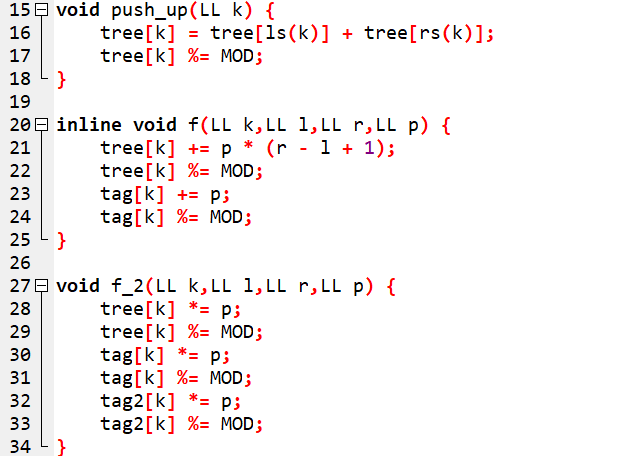 15 void push_up(LL k) {
16 tree[k] = tree[ls(k)] + tree[rs(k)];
17 tree[k] %= MOD;
18 }
19
20 inline void f(LL k,LL l,LL r,LL p) {
21 tree[k] += p * (r - l + 1);
22 tree[k] %= MOD;
23 tag[k] += p;
24 tag[k] %= MOD;
25 }
26
27 void f_2(LL k,LL l,LL r,LL p) {
28 tree[k] *= p;
29 tree[k] %= MOD;
30 tag[k] *= p;
31 tag[k] %= MOD;
32 tag2[k] *= p;
33 tag2[k] %= MOD;
34 }